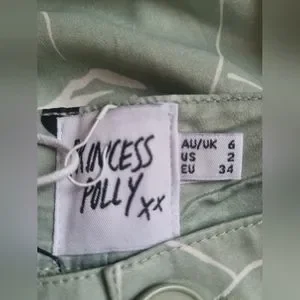 PRINCESS
POLLY xx
AU/UK 6
US 2
EU 34